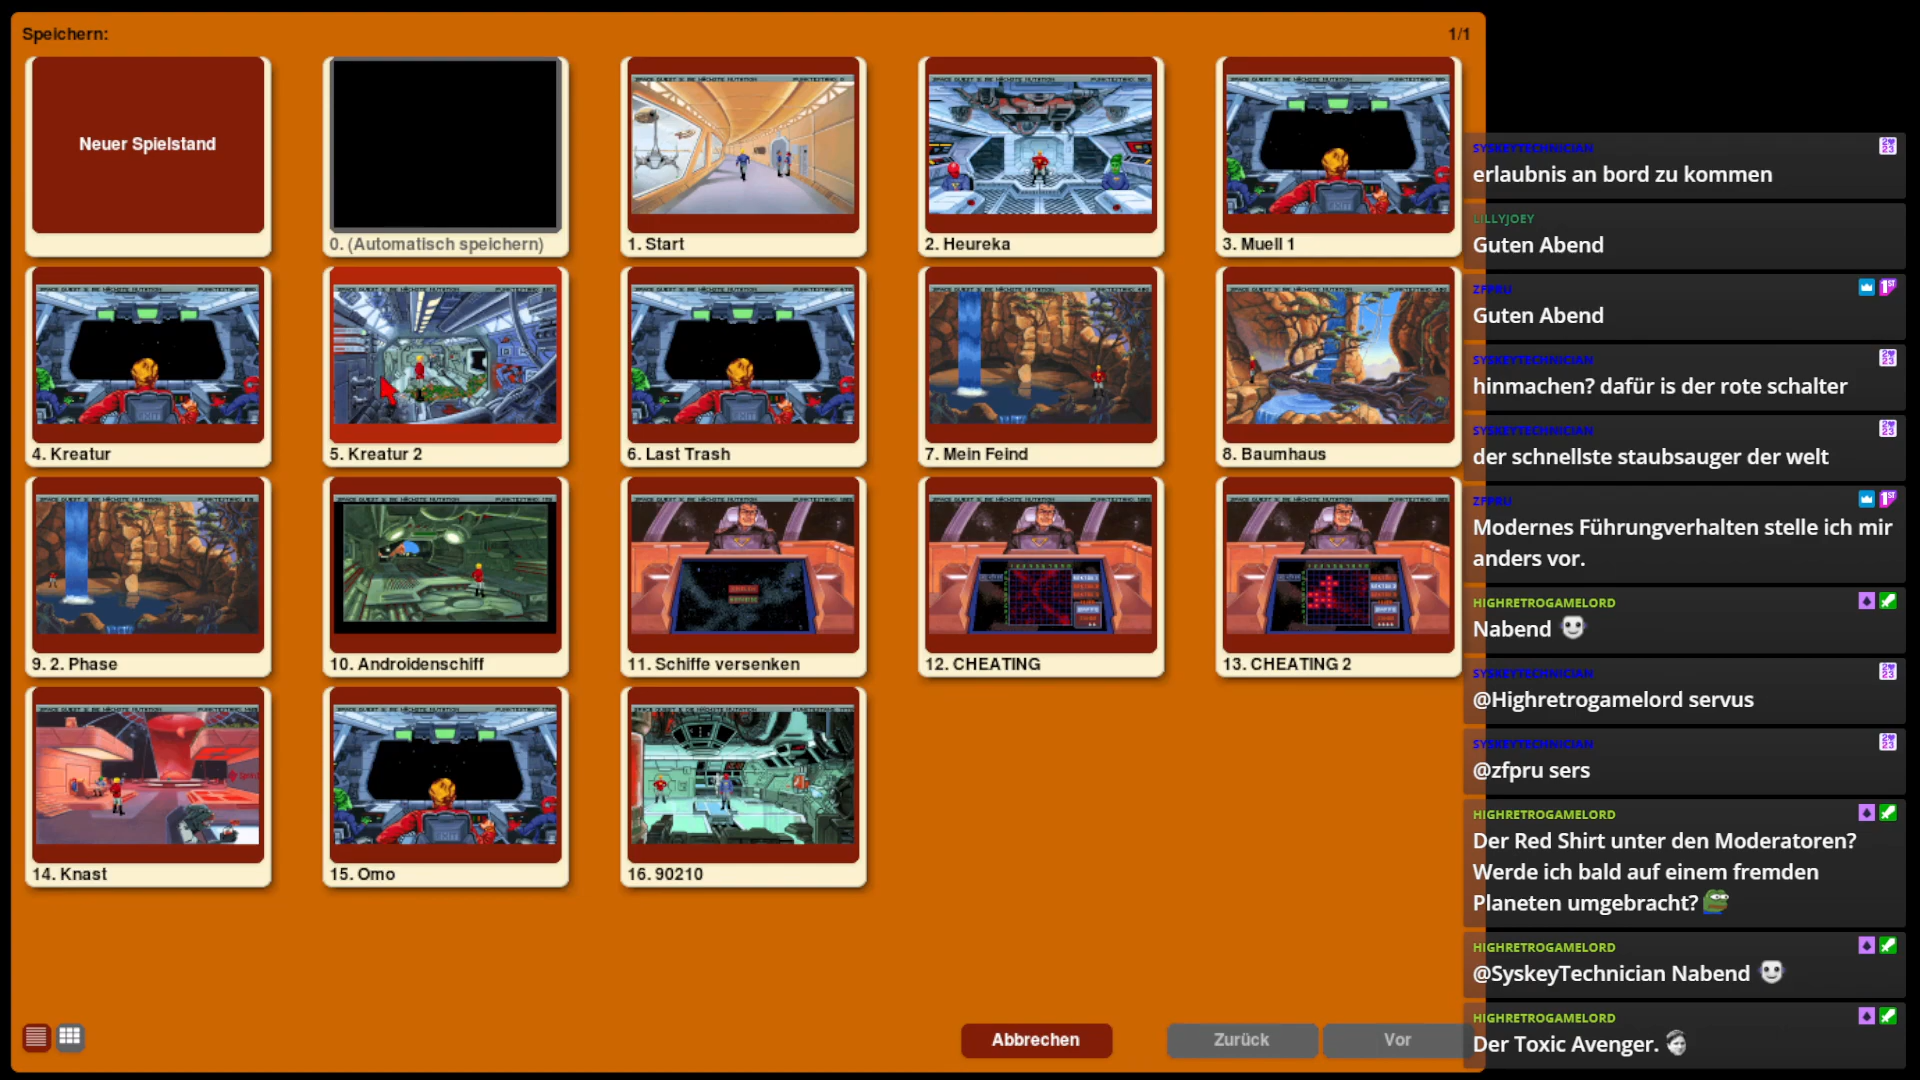 Speichern:
1/1
Neuer Spielstand
0. (Automatisch speichern)
1. Start
2. Heureka
3. Muell 1
4. Kreatur
5. Kreatur 2
6. Last Trash
7. Mein Feind
8. Baumhaus
9. 2. Phase
10. Androidenschiff
11. Schiffe versenken
12. CHEATING
13. CHEATING 2
14. Knast
15. Omo
16. 90210
Abbrechen
Zurück
Vor
SYSKEYTECHNICIAN
erlaubnis an bord zu kommen
LILLYJOEY
Guten Abend
ZFPRU
Guten Abend
SYSKEYTECHNICIAN
hinmachen? dafür is der rote schalter
SYSKEYTECHNICIAN
der schnellste staubsauger der welt
ZFPRU
Modernes Führungverhalten stelle ich mir
anders vor.
HIGHRETROGAMELORD
Nabend
SYSKEYTECHNICIAN
@Highretrogamelord servus
SYSKEYTECHNICIAN
@zfpru sers
HIGHRETROGAMELORD
Der Red Shirt unter den Moderatoren?
Werde ich bald auf einem fremden
Planeten umgebracht?
HIGHRETROGAMELORD
@SyskeyTechnician Nabend
HIGHRETROGAMELORD
Der Toxic Avenger.